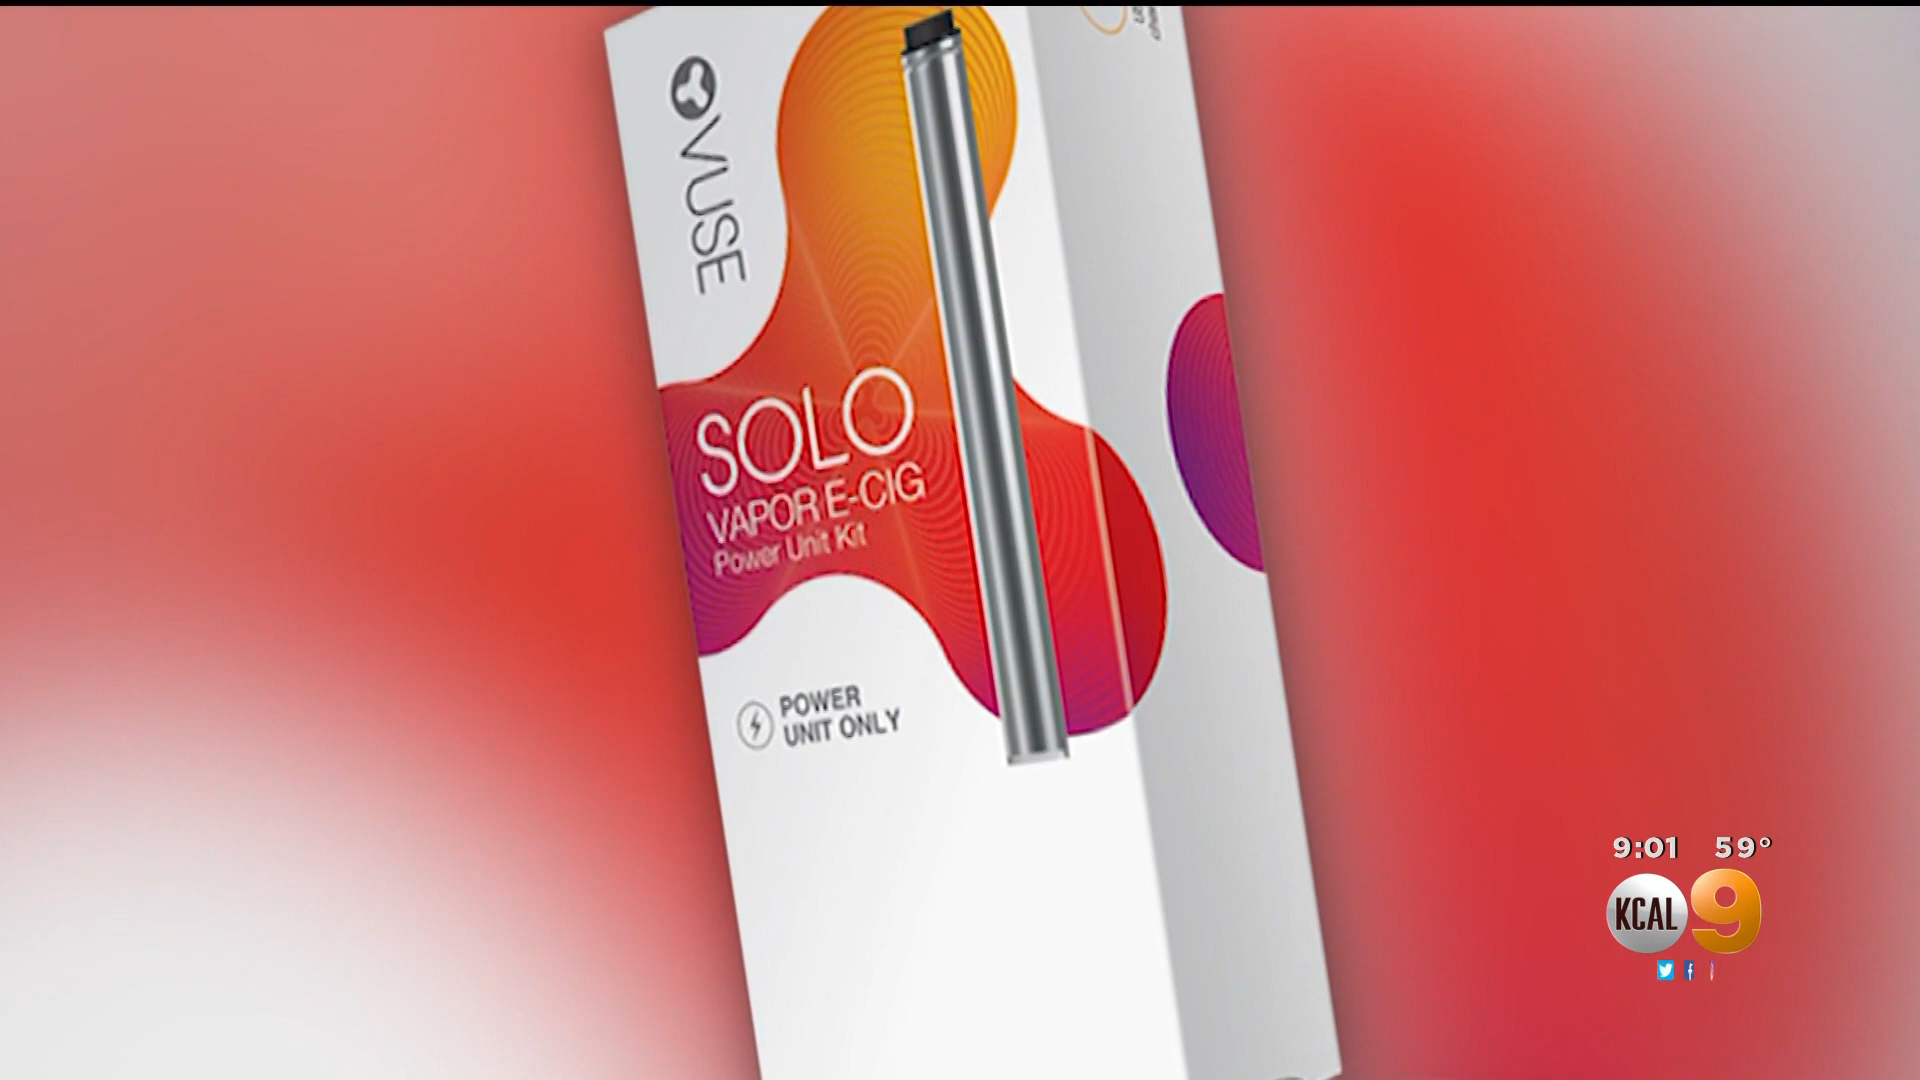 VUSE
SOLO
VAPOR E-CIG
Power Unit Kit
POWER
UNIT ONLY
9:01 59°
KCAL 9